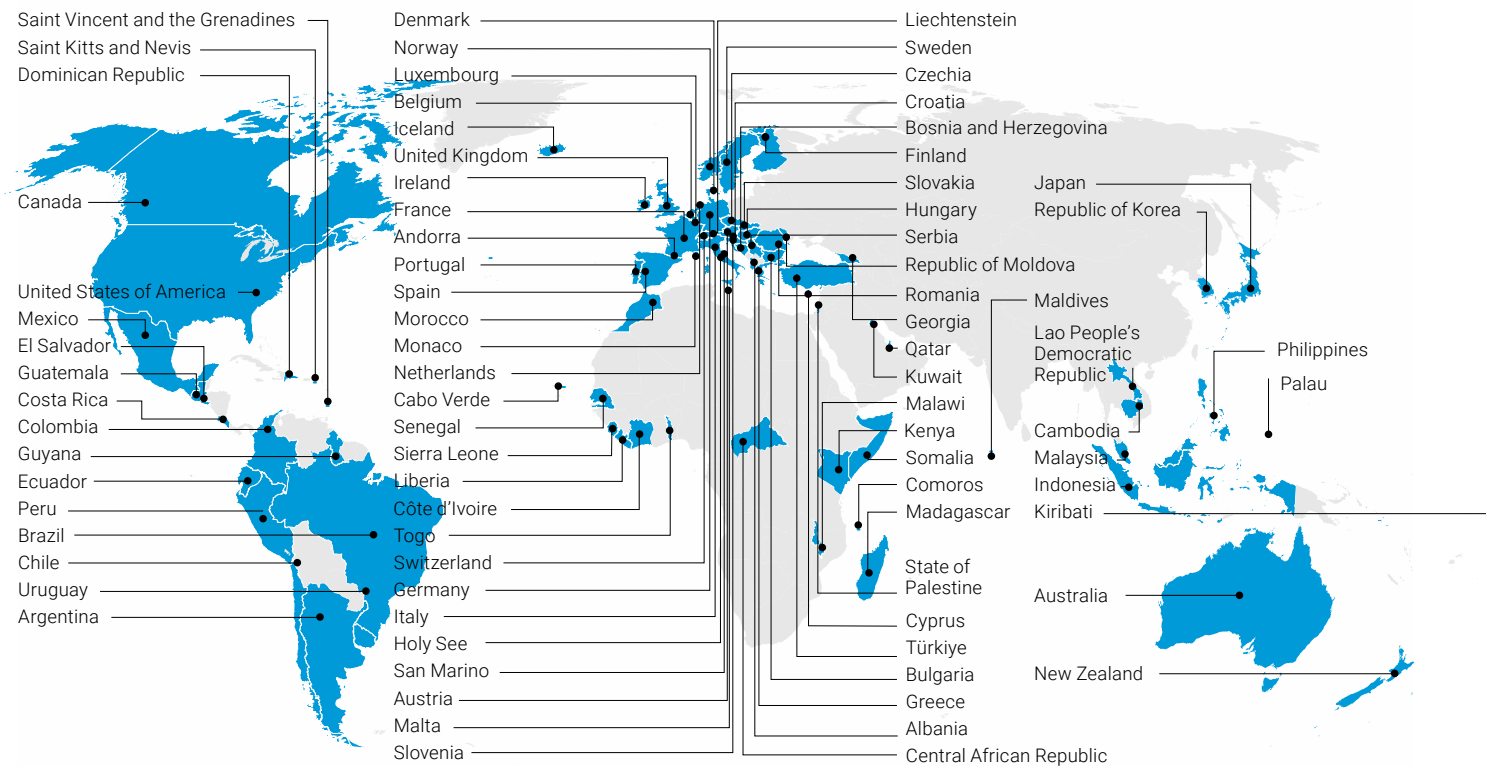 Saint Vincent and the Grenadines
Saint Kitts and Nevis
Dominican Republic
Canada
United States of America
Mexico
El Salvador
Guatemala
Costa Rica
Colombia
Guyana
Ecuador
Peru
Brazil
Chile
Uruguay
Argentina
Denmark
Norway
Luxembourg
Belgium
Iceland
United Kingdom
Ireland
France
Andorra
Portugal
Spain
Morocco
Monaco
Netherlands
Cabo Verde
Senegal
Sierra Leone
Liberia
Côte d'Ivoire
Togo
Switzerland
Germany
Italy
Holy See
San Marino
Austria
Malta
Slovenia
Liechtenstein
Sweden
Czechia
Croatia
Bosnia and Herzegovina
Finland
Slovakia
Hungary
Serbia
Republic of Moldova
Romania
Georgia
Qatar
Kuwait
Malawi
Kenya
Somalia
Comoros
Madagascar
State of
Palestine
Cyprus
Türkiye
Bulgaria
Greece
Albania
Central African Republic
Japan
Republic of Korea
Maldives
Lao People's
Democratic
Republic
Cambodia
Malaysia
Indonesia
Kiribati
Australia
New Zealand
Philippines
Palau